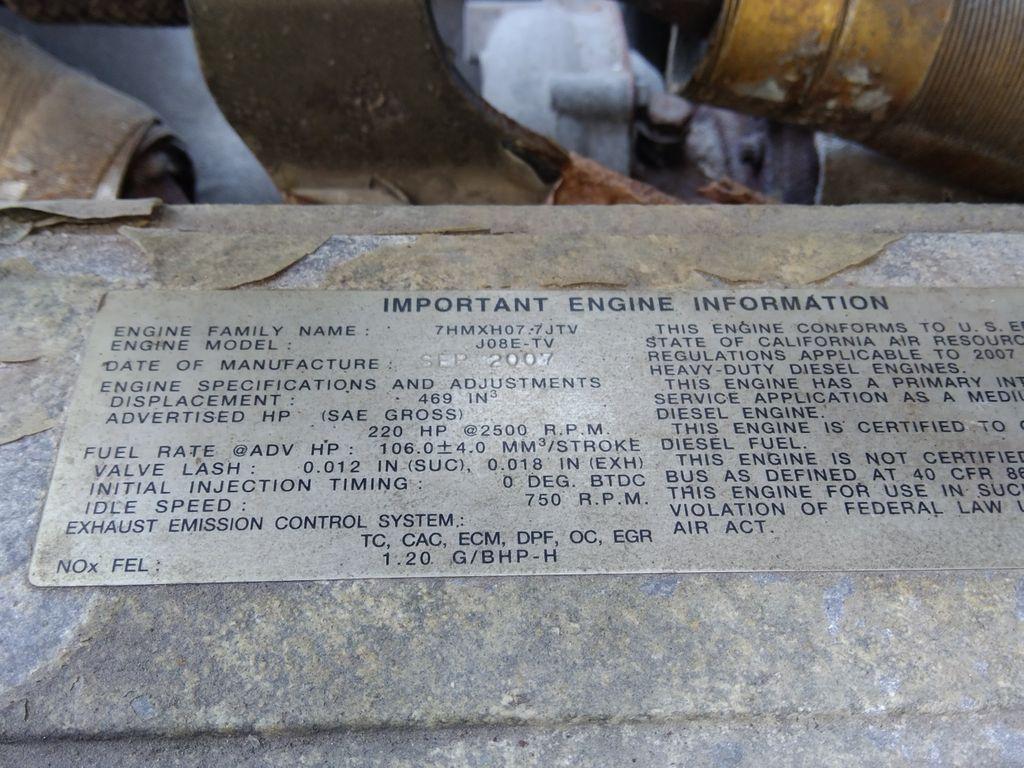 IMPORTANT ENGINE INFORMATION
ENGINE FAMILY NAME : 7HMXH07.7JTV
ENGINE MODEL : J08E-TV
DATE OF MANUFACTURE : SEP 2007
ENGINE SPECIFICATIONS AND ADJUSTMENTS
DISPLACEMENT : 469 IN³
ADVERTISED HP (SAE GROSS)
220 HP @2500 R.P.M.
FUEL RATE @ADV HP : 106.0±4.0 MM³/STROKE
VALVE LASH : 0.012 IN (SUC), 0.018 IN (EXH)
INITIAL INJECTION TIMING : 0 DEG. BTDC
IDLE SPEED : 750 R.P.M.
EXHAUST EMISSION CONTROL SYSTEM :
TC, CAC, ECM, DPF, OC, EGR
NOx FEL : 1.20 G/BHP-H
THIS ENGINE CONFORMS TO U.S.
STATE OF CALIFORNIA AIR
REGULATIONS APPLICABLE TO 2007
HEAVY-DUTY DIESEL ENGINES.
THIS ENGINE HAS A PRIMARY
SERVICE APPLICATION AS A
DIESEL ENGINE.
THIS ENGINE IS CERTIFIED TO
DIESEL FUEL.
THIS ENGINE IS NOT CERTIFIED
BUS AS DEFINED AT 40 CFR 86
THIS ENGINE FOR USE IN
VIOLATION OF FEDERAL LAW
AIR ACT.